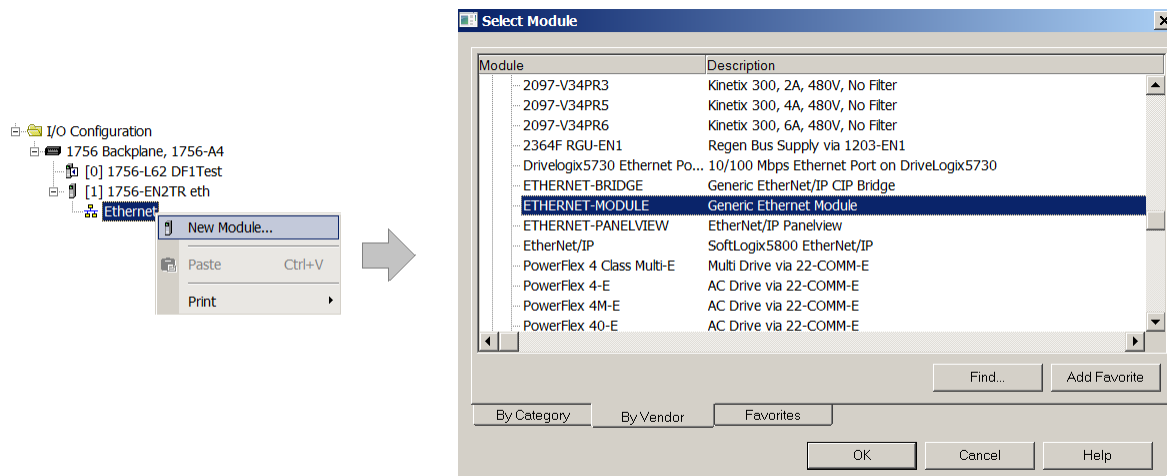 I/O Configuration
1756 Backplane, 1756-A4
[0] 1756-L62 DF1Test
[1] 1756-EN2TR eth
Ethernet
New Module...
Paste Ctrl+V
Print
Select Module
Module Description
2097-V34PR3 Kinetix 300, 2A, 480V, No Filter
2097-V34PR5 Kinetix 300, 4A, 480V, No Filter
2097-V34PR6 Kinetix 300, 6A, 480V, No Filter
2364F RGU-EN1 Regen Bus Supply via 1203-EN1
Drivelogix5730 Ethernet Po... 10/100 Mbps Ethernet Port on DriveLogix5730
ETHERNET-BRIDGE Generic EtherNet/IP CIP Bridge
ETHERNET-MODULE Generic Ethernet Module
ETHERNET-PANELVIEW EtherNet/IP Panelview
EtherNet/IP SoftLogix5800 EtherNet/IP
PowerFlex 4 Class Multi-E Multi Drive via 22-COMM-E
PowerFlex 4-E AC Drive via 22-COMM-E
PowerFlex 4M-E AC Drive via 22-COMM-E
PowerFlex 40-E AC Drive via 22-COMM-E
Find... Add Favorite
By Category By Vendor Favorites
OK Cancel Help